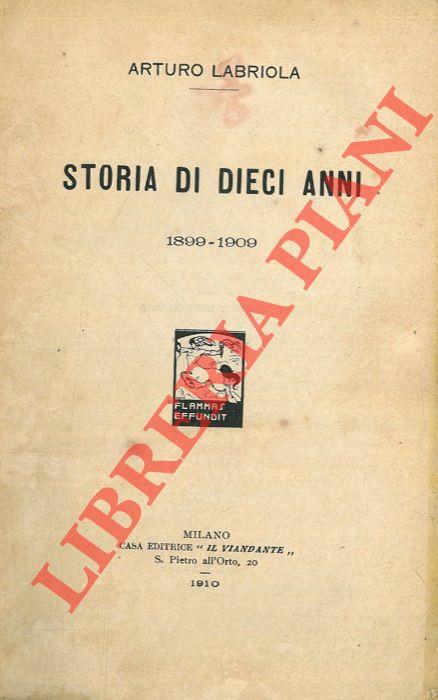 ARTURO LABRIOLA
STORIA DI DIECI ANNI
1899-1909
FLAMMAS
EFFUNDIT
LIBRERIA PIANI
MILANO
CASA EDITRICE “ IL VIANDANTE „
S. Pietro all'Orto, 20
1910